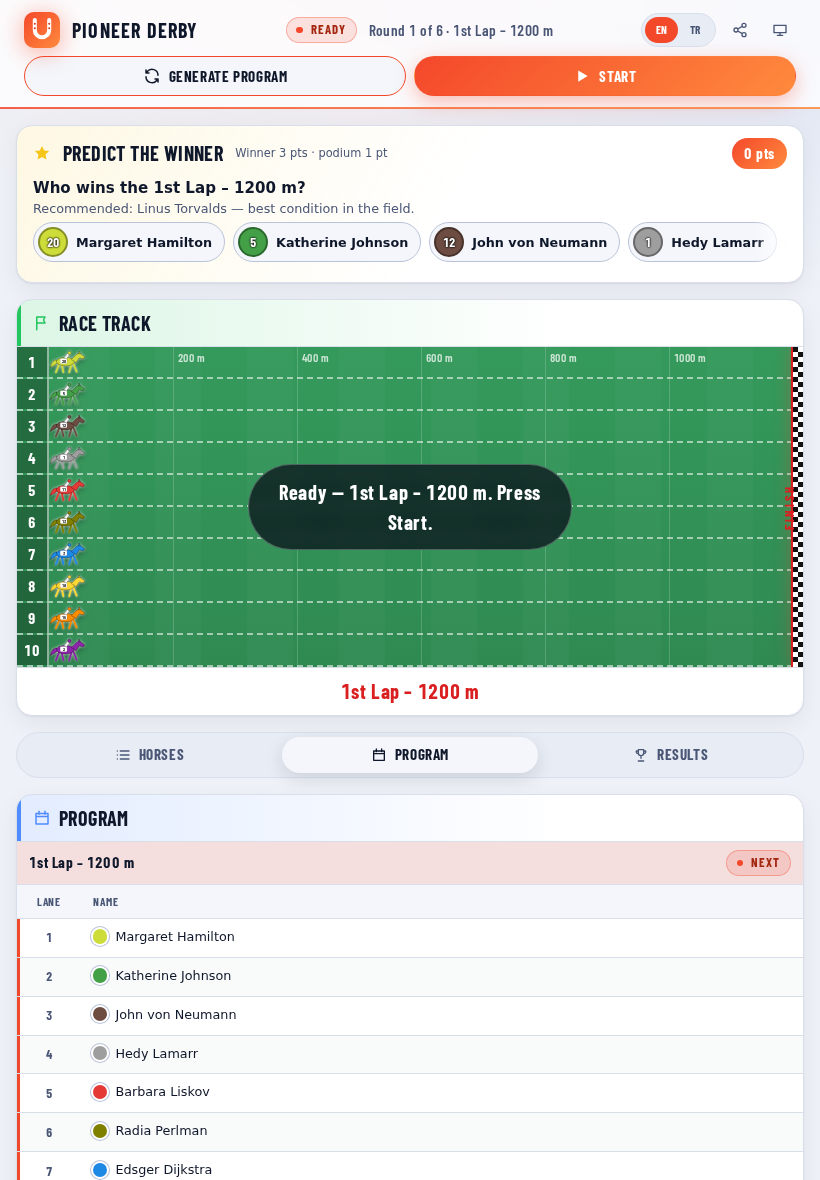 PIONEER DERBY
READY
Round 1 of 6 · 1st Lap – 1200 m
EN
TR
GENERATE PROGRAM
START
PREDICT THE WINNER
Winner 3 pts · podium 1 pt
0 pts
Who wins the 1st Lap – 1200 m?
Recommended: Linus Torvalds — best condition in the field.
20 Margaret Hamilton
5 Katherine Johnson
12 John von Neumann
1 Hedy Lamarr
RACE TRACK
200 m
400 m
600 m
800 m
1000 m
1
2
3
4
5
6
7
8
9
10
Ready — 1st Lap – 1200 m. Press
Start.
FINISH
1st Lap – 1200 m
HORSES
PROGRAM
RESULTS
PROGRAM
1st Lap – 1200 m
NEXT
LANE NAME
1 Margaret Hamilton
2 Katherine Johnson
3 John von Neumann
4 Hedy Lamarr
5 Barbara Liskov
6 Radia Perlman
7 Edsger Dijkstra